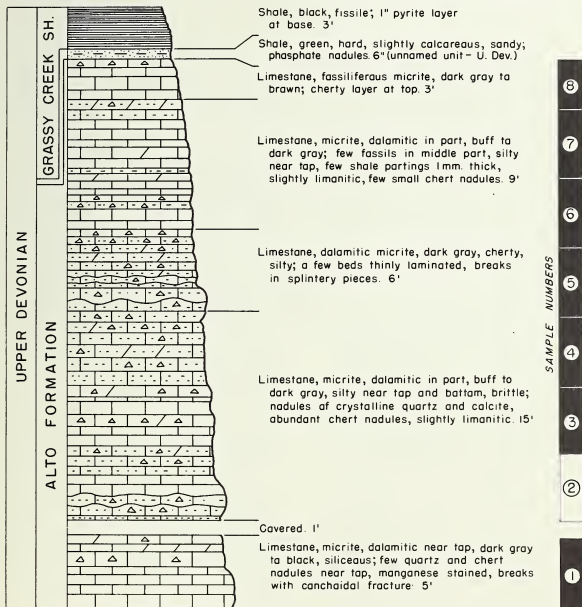 UPPER DEVONIAN
GRASSY CREEK SH.
ALTO FORMATION
Shale, black, fissile; 1" pyrite layer
at base. 3'
Shale, green, hard, slightly calcareaus, sandy;
phasphate nadules. 6" (unnamed unit - U. Dev.)
Limestane, fassiliferous micrite, dark gray ta
brawn; cherty layer at top. 3'
Limestane, micrite, dalamitic in part, buff ta
dark gray; few fassils in middle part, silty
near tap, few shale partings 1mm. thick,
slightly limanitic, few small chert nadules. 9'
Limestane, dalamitic micrite, dark gray, cherty,
silty; a few beds thinly laminated, breaks
in splintery pieces. 6'
Limestane, micrite, dalamitic in part, buff to
dark gray, silty near tap and battam, brittle;
nadules af crystalline quartz and calcite,
abundant chert nadules, slightly limanitic. 15'
Cavered. 1'
Limestane, micrite, dalamitic near tap, dark gray
ta black, siliceaus; few quartz and chert
nadules near tap, manganese stained, breaks
with canchaidal fracture. 5'
SAMPLE NUMBERS
8
7
6
5
4
3
2
1